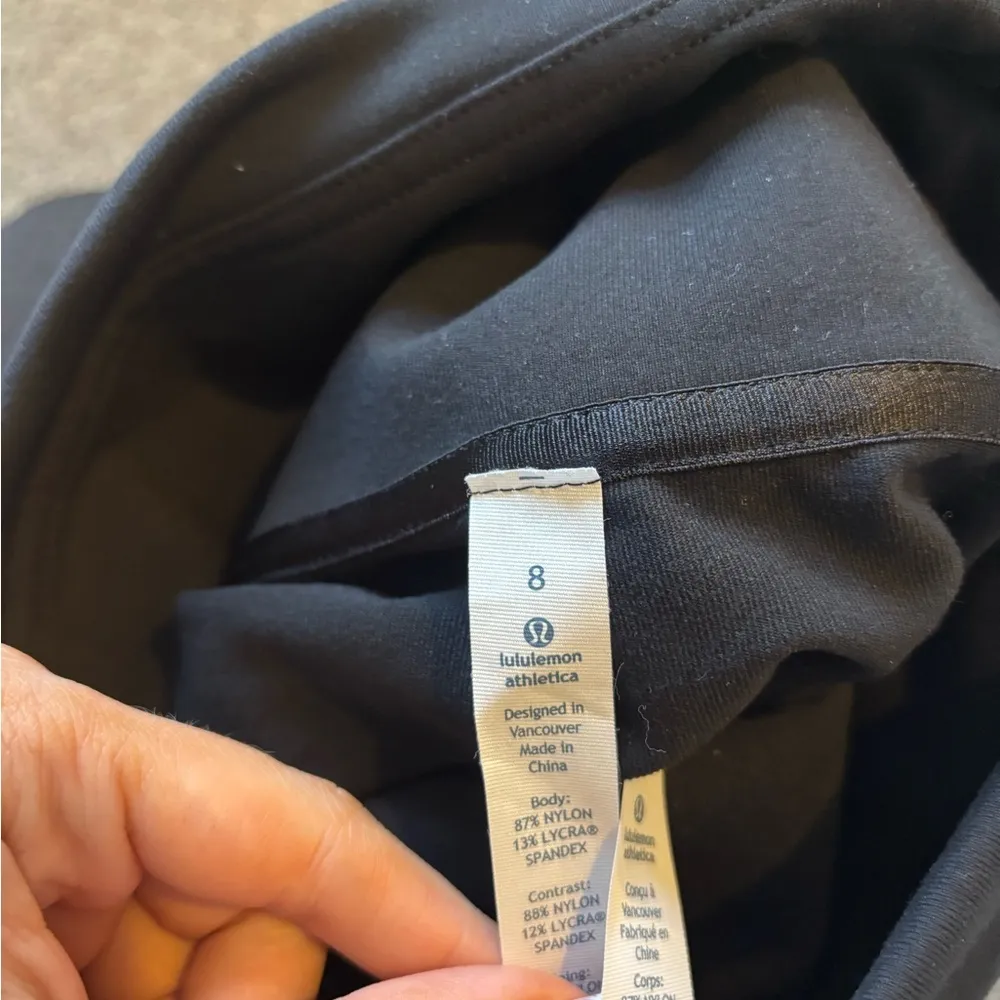 8
lululemon
athletica
Designed in
Vancouver
Made in
China
Body:
87% NYLON
13% LYCRA®
SPANDEX
Contrast:
88% NYLON
12% LYCRA®
SPANDEX
lululemon
athletica
Conçu à
Vancouver
Fabriqué en
Chine
Corps: